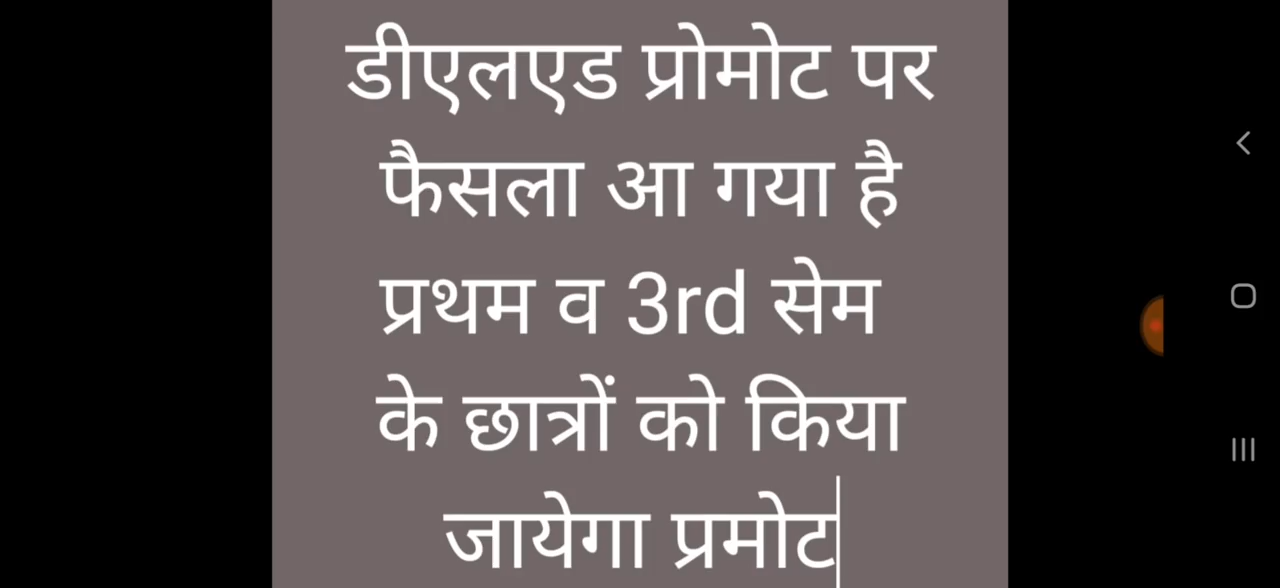 डीएलएड प्रोमोट पर
फैसला आ गया है
प्रथम व 3rd सेम
के छात्रों को किया
जायेगा प्रमोट